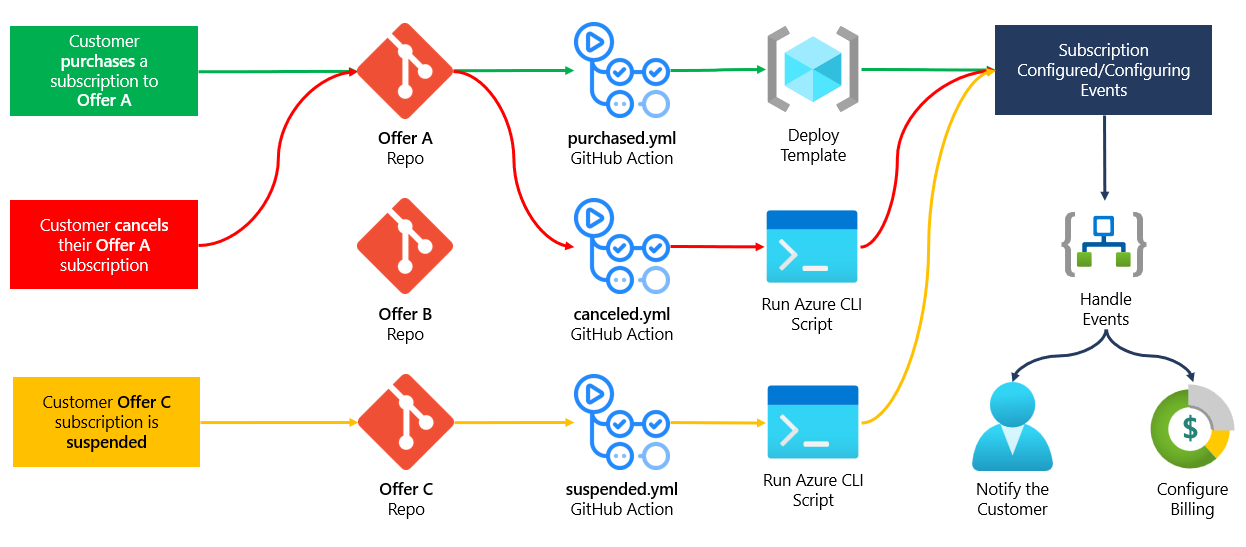 Customer
purchases a
subscription to
Offer A
Offer A
Repo
purchased.yml
GitHub Action
Deploy
Template
Subscription
Configured/Configuring
Events
Customer cancels
their Offer A
subscription
Offer B
Repo
canceled.yml
GitHub Action
Run Azure CLI
Script
Handle
Events
Customer Offer C
subscription is
suspended
Offer C
Repo
suspended.yml
GitHub Action
Run Azure CLI
Script
$
Notify the
Customer
Configure
Billing